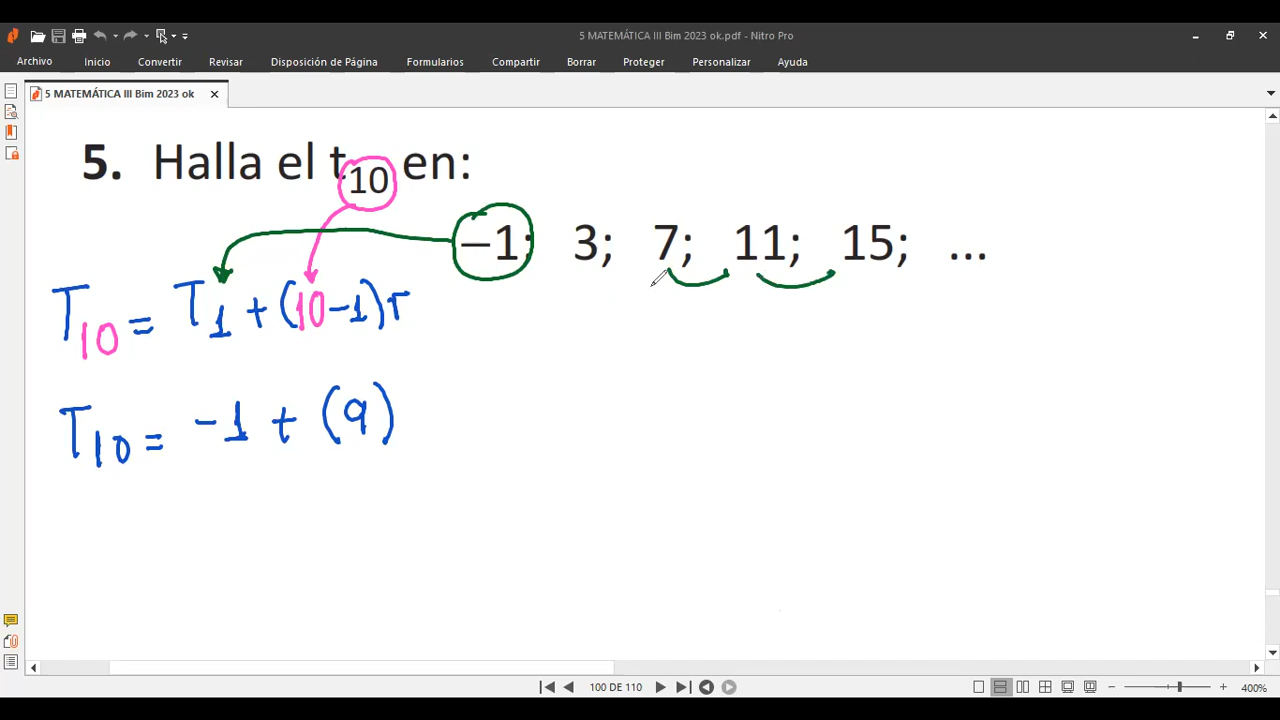 5 MATEMÁTICA III Bim 2023 ok.pdf - Nitro Pro
Archivo Inicio Convertir Revisar Disposición de Página Formularios Compartir Borrar Proteger Personalizar Ayuda
5 MATEMÁTICA III Bim 2023 ok
5. Halla el t10 en:
–1; 3; 7; 11; 15; ...
T10 = T1 + (10-1)r
T10 = -1 + (9)
100 DE 110
400%